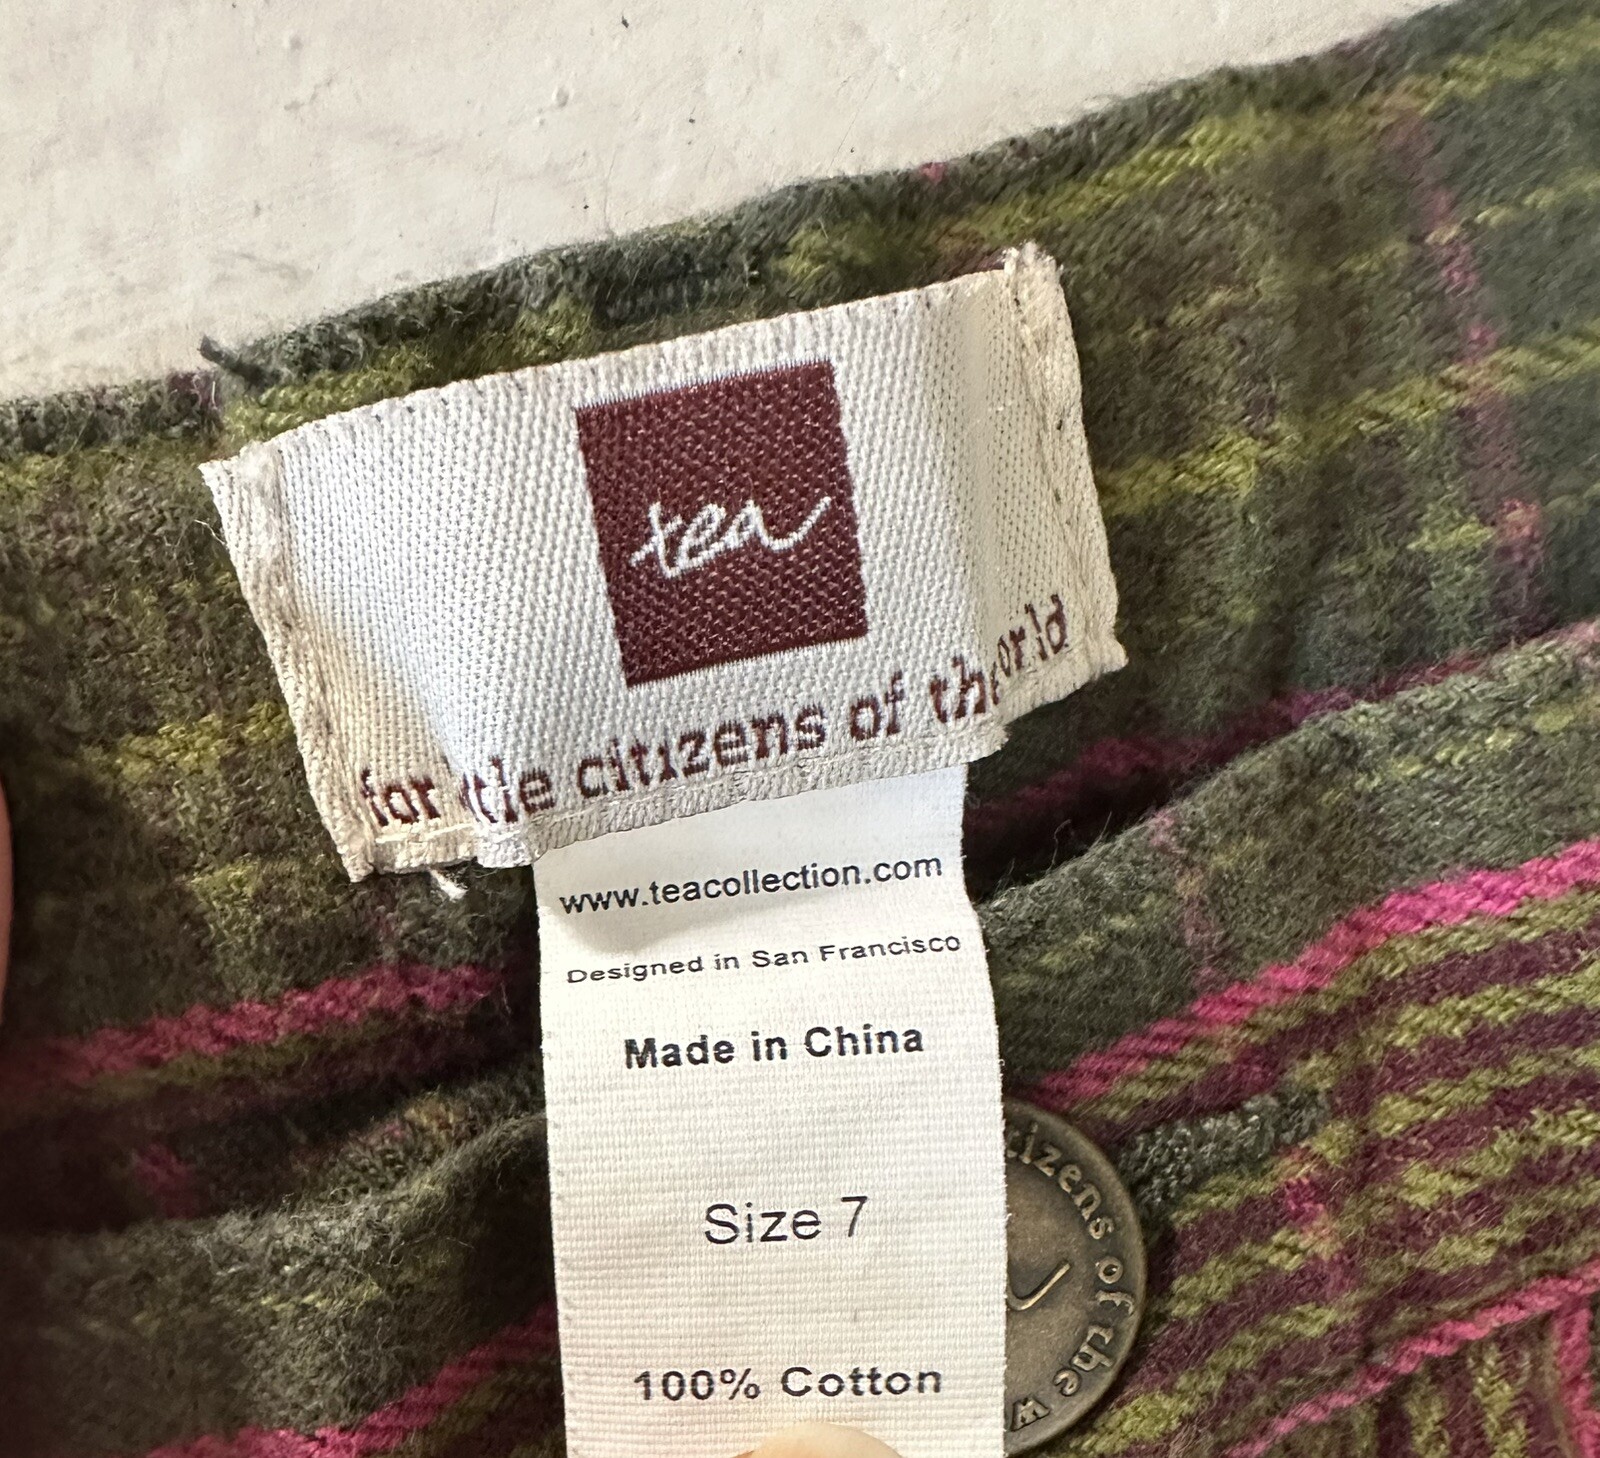 tea
for little citizens of the world
www.teacollection.com
Designed in San Francisco
Made in China
Size 7
100% Cotton
citizens of the w